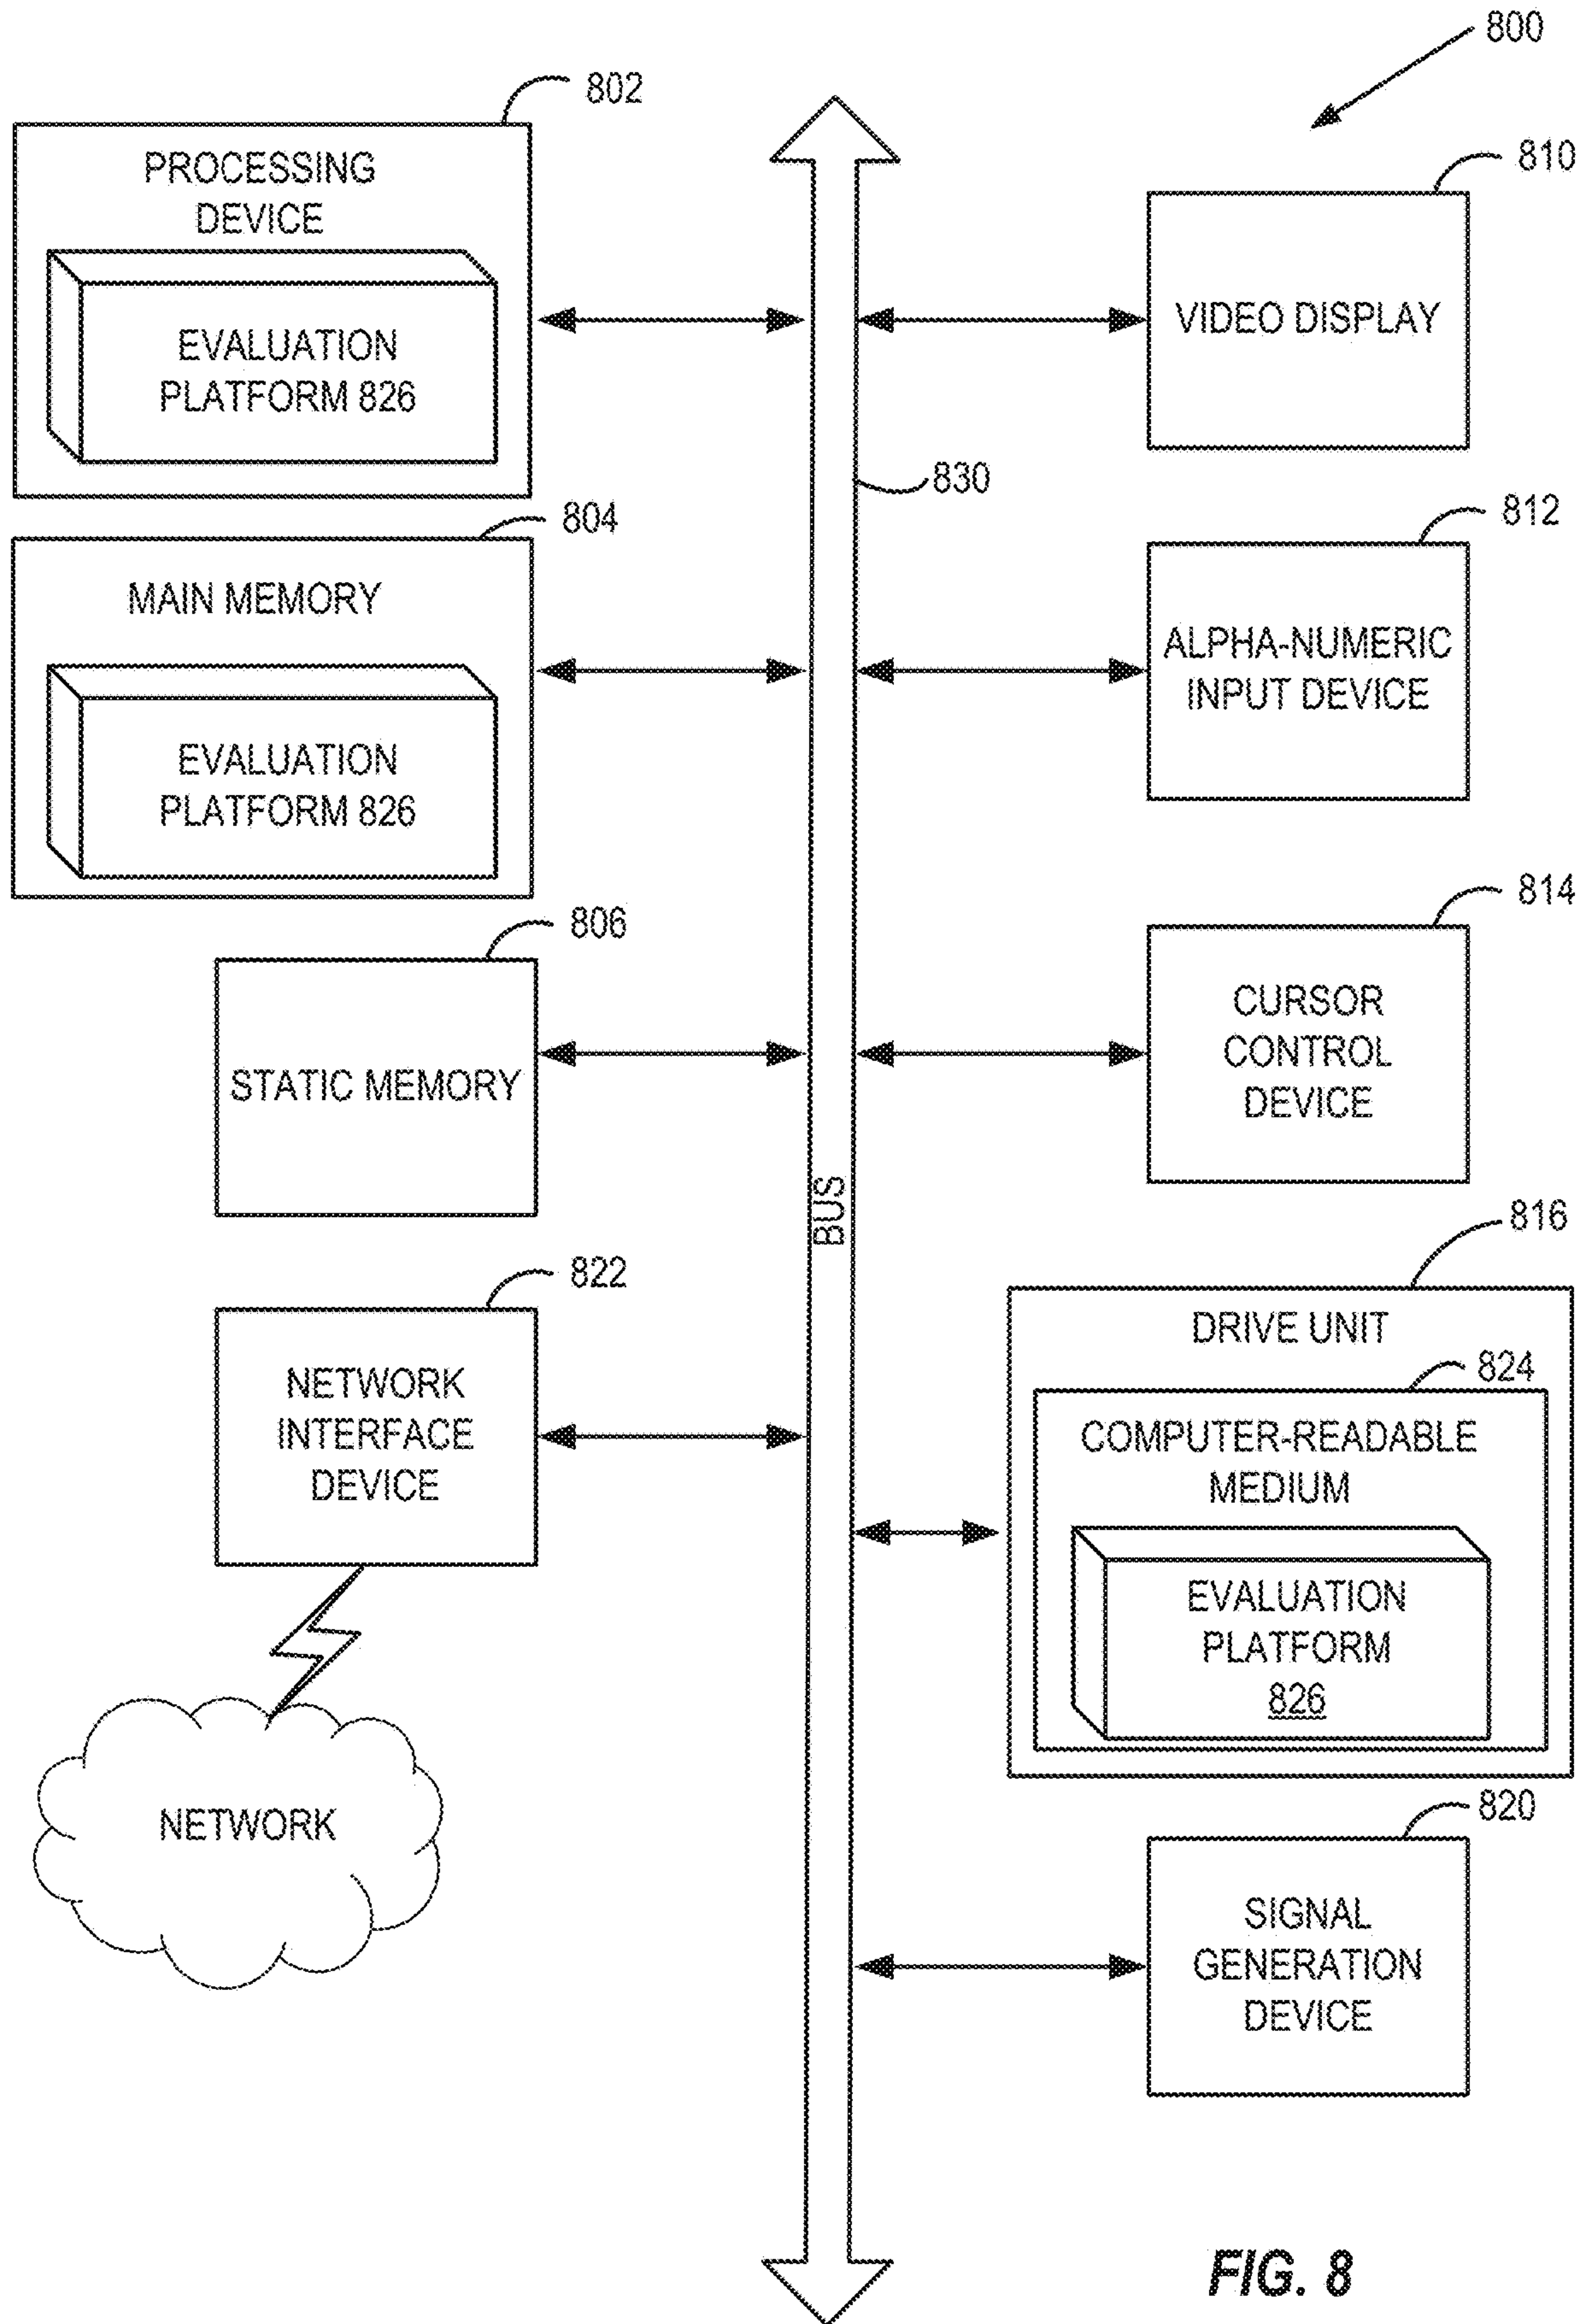 800
802
PROCESSING
DEVICE
EVALUATION
PLATFORM 826
804
MAIN MEMORY
EVALUATION
PLATFORM 826
806
STATIC MEMORY
822
NETWORK
INTERFACE
DEVICE
NETWORK
830
BUS
810
VIDEO DISPLAY
812
ALPHA-NUMERIC
INPUT DEVICE
814
CURSOR
CONTROL
DEVICE
816
DRIVE UNIT
824
COMPUTER-READABLE
MEDIUM
EVALUATION
PLATFORM
826
820
SIGNAL
GENERATION
DEVICE
FIG. 8